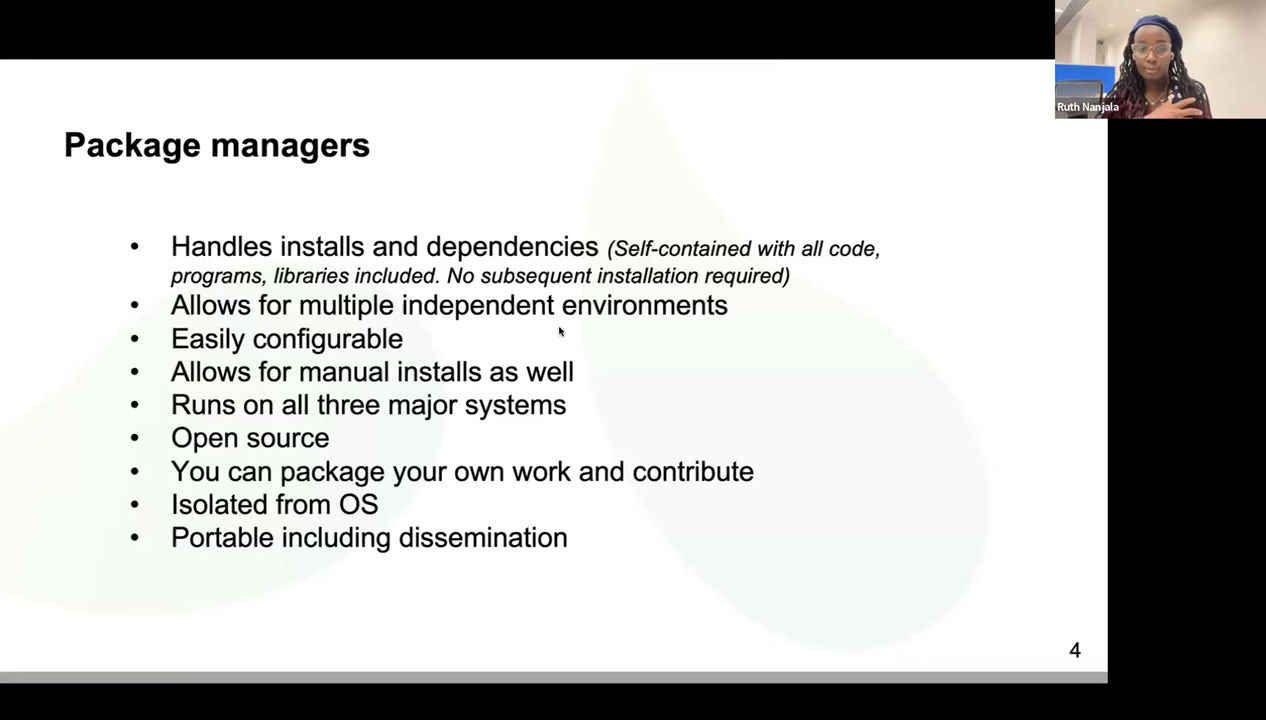 Ruth Nanjala
Package managers
• Handles installs and dependencies (Self-contained with all code,
programs, libraries included. No subsequent installation required)
• Allows for multiple independent environments
• Easily configurable
• Allows for manual installs as well
• Runs on all three major systems
• Open source
• You can package your own work and contribute
• Isolated from OS
• Portable including dissemination
4